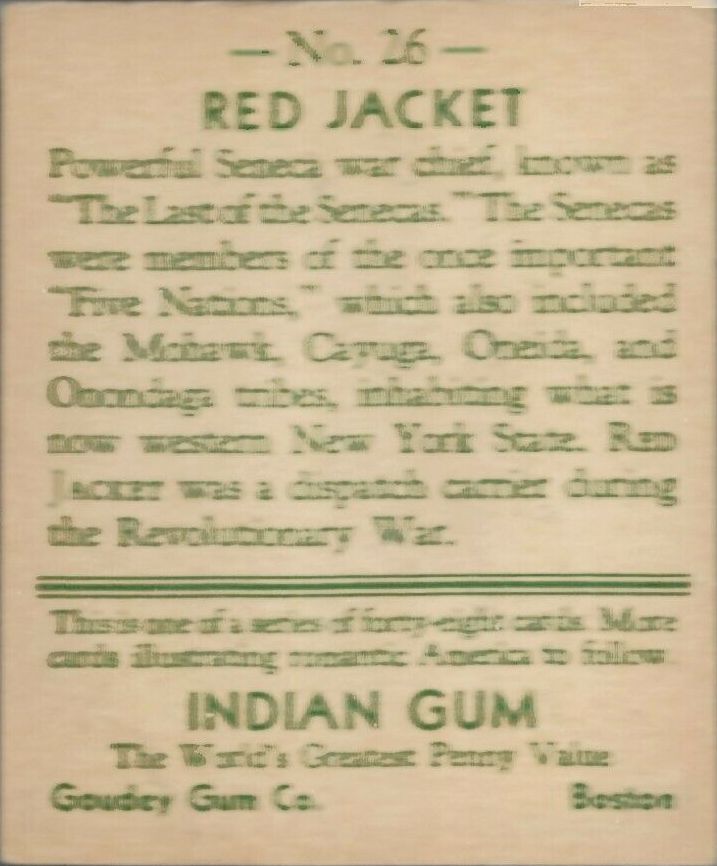 — No. 26 —
RED JACKET
Powerful Seneca war chief, known as
"The Last of the Senecas." The Senecas
were members of the once important
"Five Nations," which also included
the Mohawk, Cayuga, Oneida, and
Onondaga tribes, inhabiting what is
now western New York State. RED
JACKET was a dispatch carrier during
the Revolutionary War.
This is one of a series of forty-eight cards. More
cards illustrating romantic America to follow
INDIAN GUM
The World's Greatest Penny Value
Goudey Gum Co. Boston